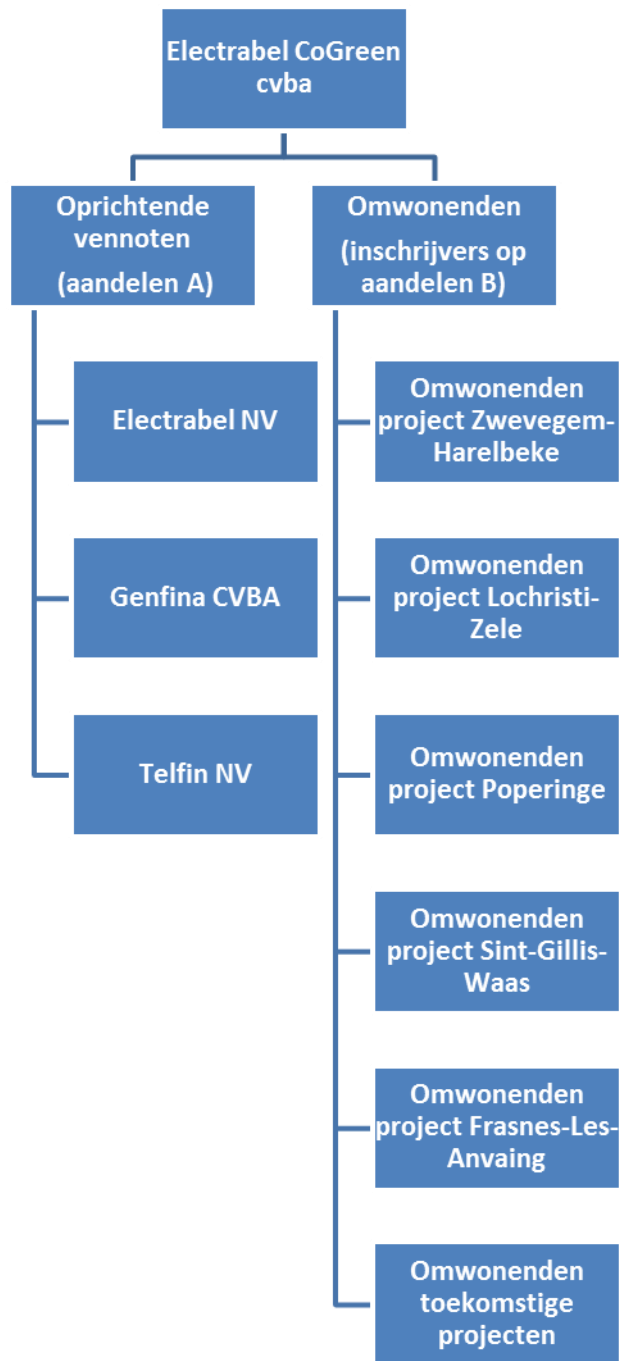 Electrabel CoGreen
cvba
Oprichtende
vennoten
(aandelen A)
Electrabel NV
Genfina CVBA
Telfin NV
Omwonenden
(inschrijvers op
aandelen B)
Omwonenden
project Zwevegem-
Harelbeke
Omwonenden
project Lochristi-
Zele
Omwonenden
project Poperinge
Omwonenden
project Sint-Gillis-
Waas
Omwonenden
project Frasnes-Les-
Anvaing
Omwonenden
toekomstige
projecten